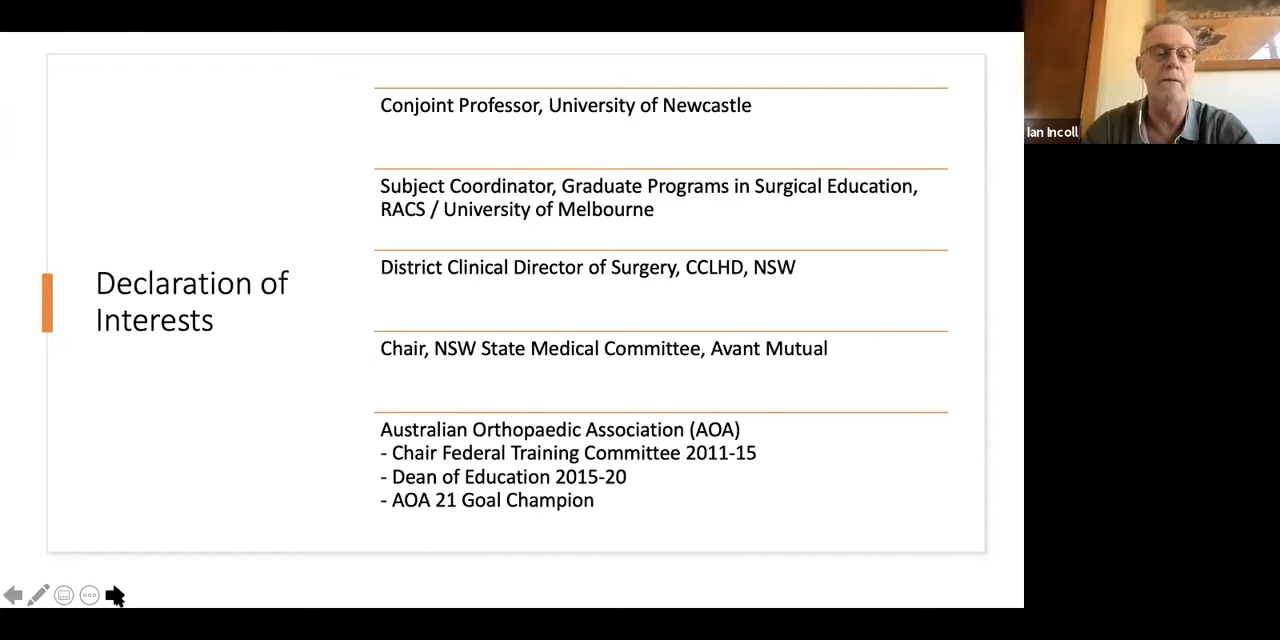 Declaration of
Interests
Conjoint Professor, University of Newcastle
Subject Coordinator, Graduate Programs in Surgical Education,
RACS / University of Melbourne
District Clinical Director of Surgery, CCLHD, NSW
Chair, NSW State Medical Committee, Avant Mutual
Australian Orthopaedic Association (AOA)
- Chair Federal Training Committee 2011-15
- Dean of Education 2015-20
- AOA 21 Goal Champion
Ian Incoll